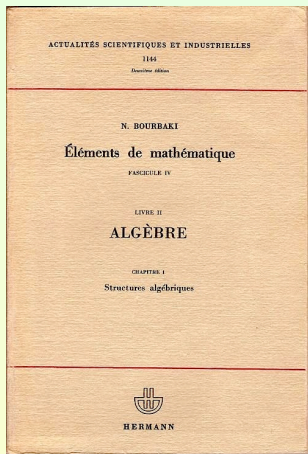 ACTUALITÉS SCIENTIFIQUES ET INDUSTRIELLES
1144
Deuxième édition
N. BOURBAKI
Éléments de mathématique
FASCICULE IV
LIVRE II
ALGÈBRE
CHAPITRE I
Structures algébriques
HERMANN